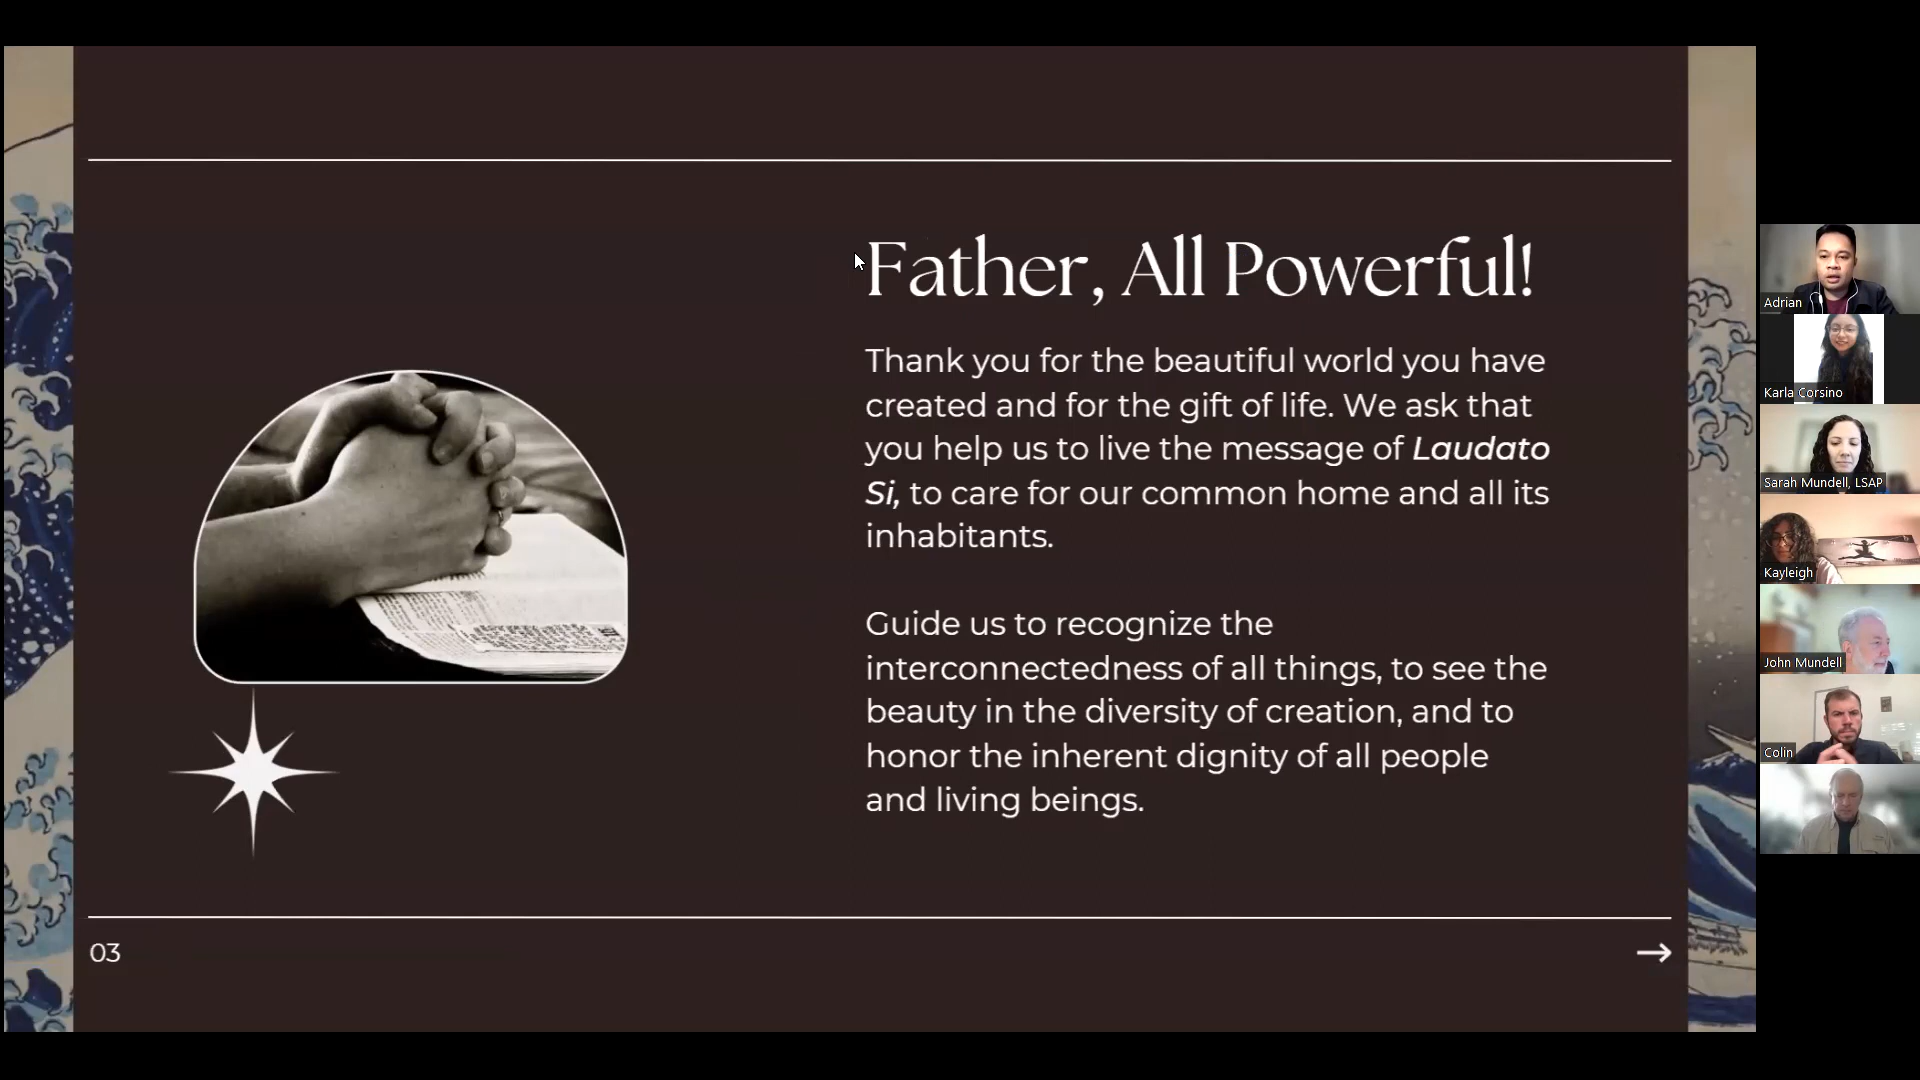 Father, All Powerful!
Thank you for the beautiful world you have
created and for the gift of life. We ask that
you help us to live the message of Laudato
Si, to care for our common home and all its
inhabitants.
Guide us to recognize the
interconnectedness of all things, to see the
beauty in the diversity of creation, and to
honor the inherent dignity of all people
and living beings.
03
Adrian
Karla Corsino
Sarah Mundell, LSAP
Kayleigh
John Mundell
Colin